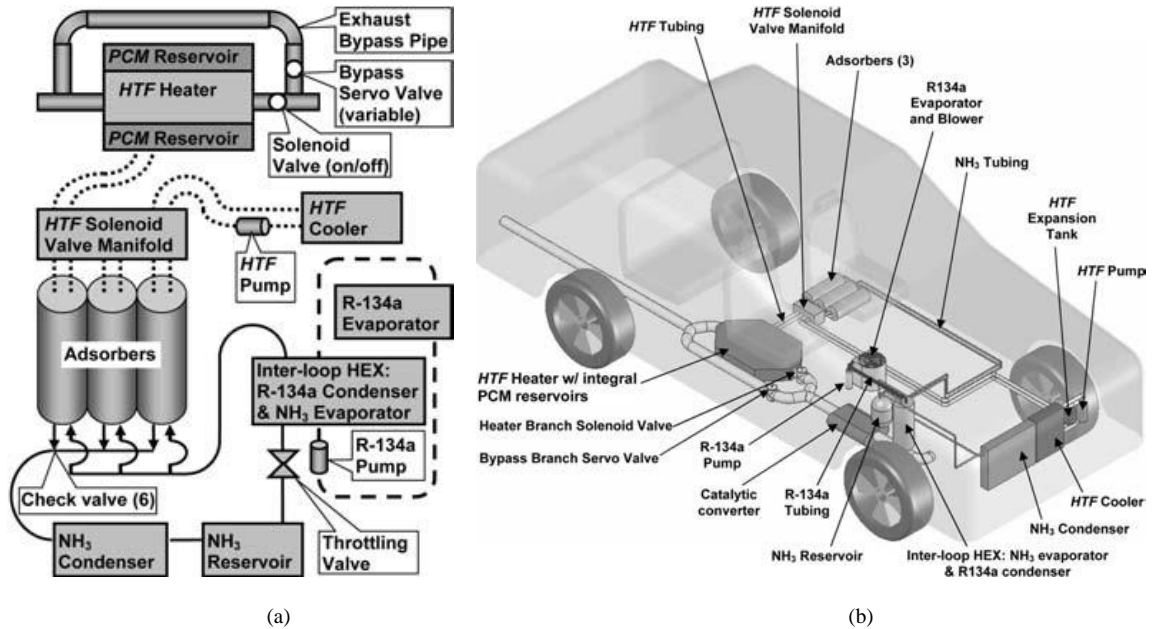 Exhaust
Bypass Pipe
PCM Reservoir
HTF Heater
PCM Reservoir
Bypass
Servo Valve
(variable)
Solenoid
Valve (on/off)
HTF Solenoid
Valve Manifold
HTF
Cooler
HTF
Pump
Adsorbers
R-134a
Evaporator
Inter-loop HEX:
R-134a Condenser
& NH₃ Evaporator
R-134a
Pump
Check valve (6)
NH₃
Condenser
NH₃
Reservoir
Throttling
Valve
(a)
HTF Tubing
HTF Solenoid
Valve Manifold
Adsorbers (3)
R134a
Evaporator
and Blower
NH₃ Tubing
HTF
Expansion
Tank
HTF Pump
HTF Heater w/ integral
PCM reservoirs
Heater Branch Solenoid Valve
Bypass Branch Servo Valve
R-134a
Pump
Catalytic
converter
R-134a
Tubing
NH₃ Reservoir
Inter-loop HEX: NH₃ evaporator
& R134a condenser
HTF Cooler
NH₃ Condenser
(b)